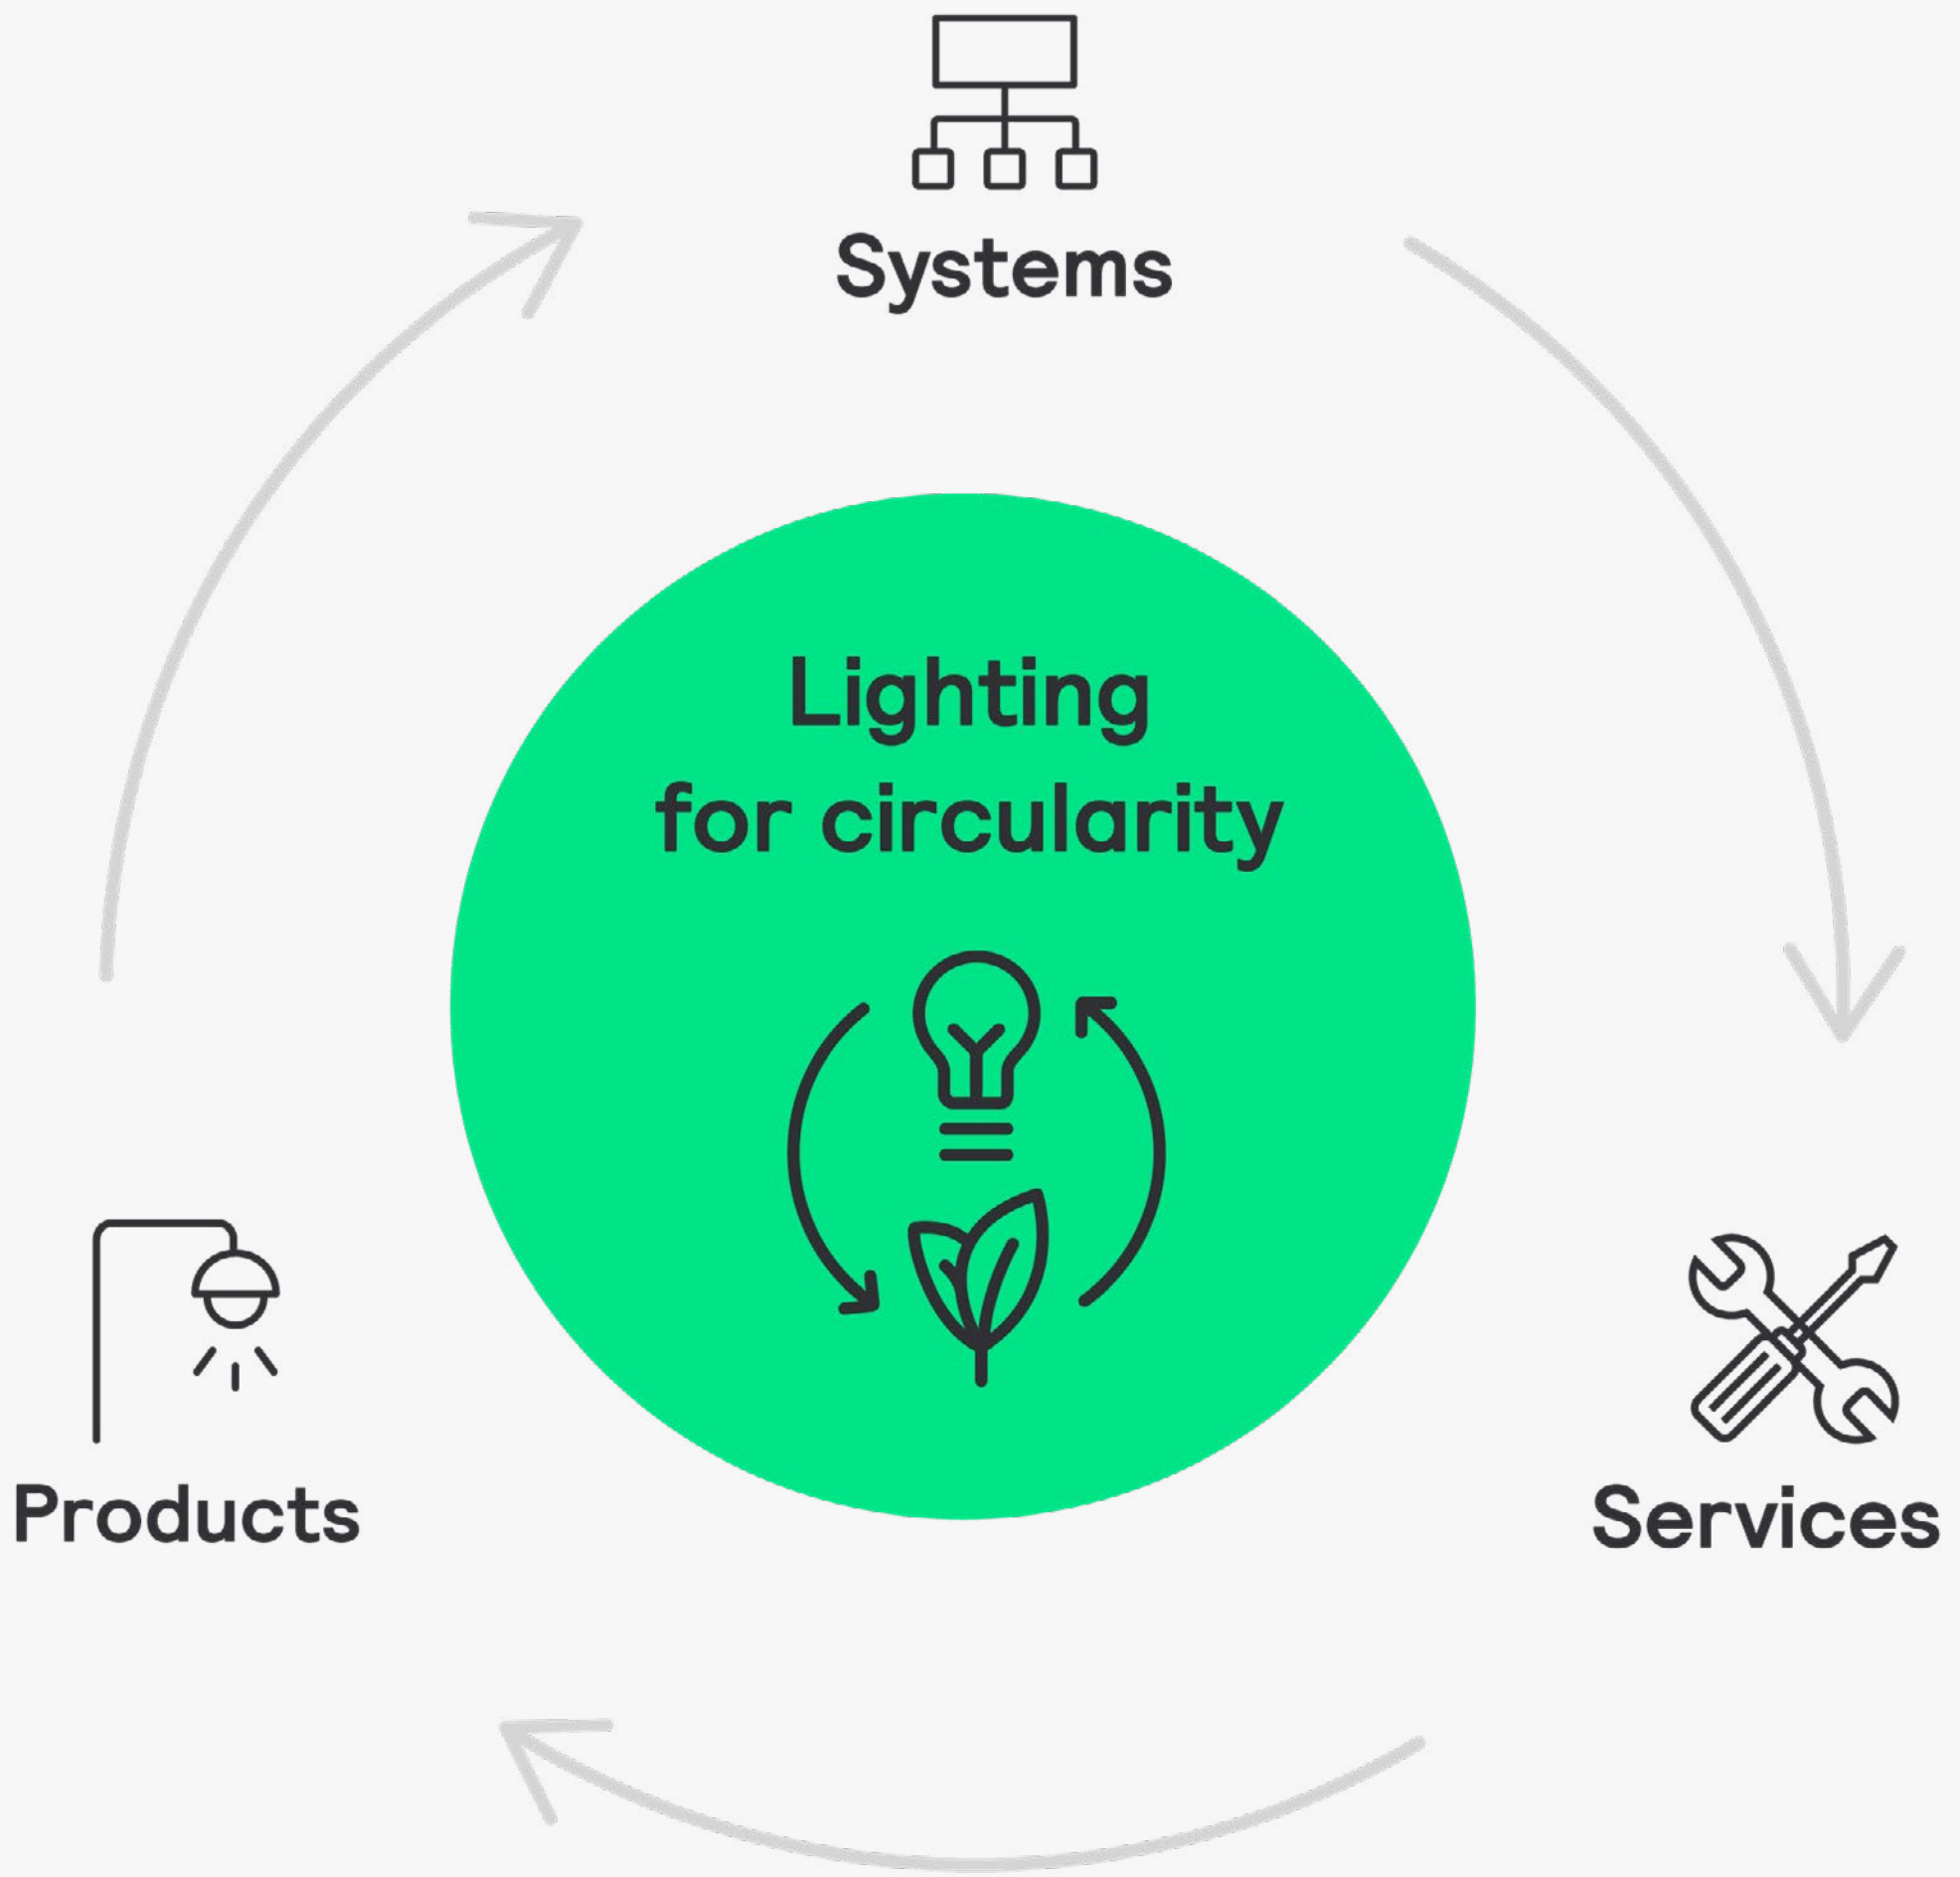 Systems
Lighting
for circularity
Products
Services